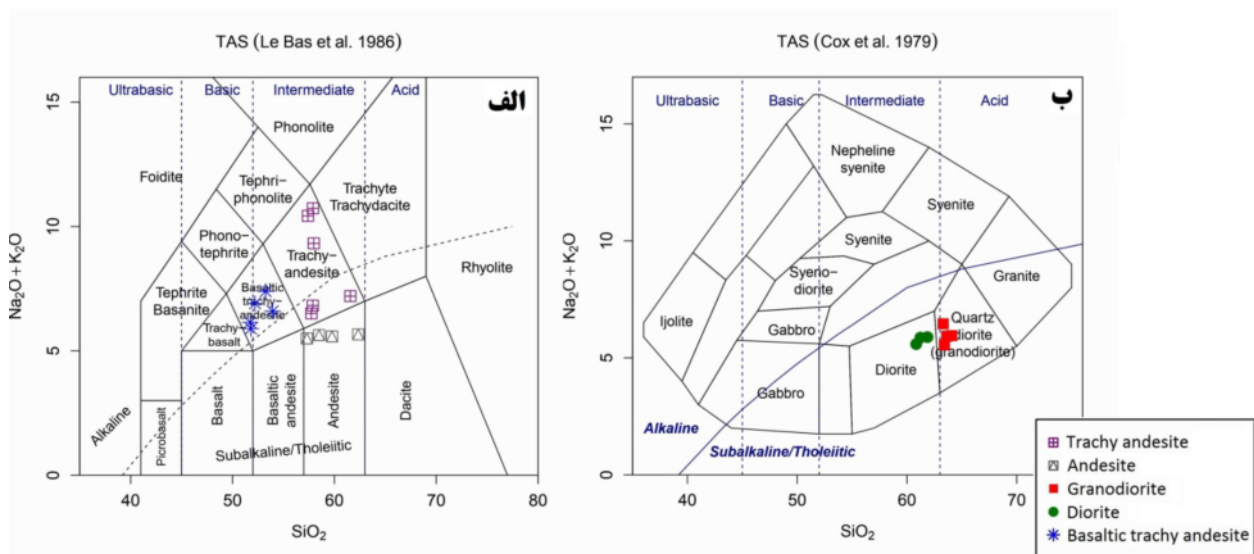 TAS (Le Bas et al. 1986)
Ultrabasic
Basic
Intermediate
Acid
الف
Phonolite
Foidite
Tephri–
phonolite
Trachyte
Trachydacite
Phono–
tephrite
Trachy–
andesite
Rhyolite
Tephrite
Basanite
Basaltic
trachy–
andesite
Trachy–
basalt
Basalt
Basaltic
andesite
Andesite
Dacite
Alkaline
Picrobasalt
Subalkaline/Tholeiitic
Na2O + K2O
0
5
10
15
40
50
60
70
80
SiO2
TAS (Cox et al. 1979)
Ultrabasic
Basic
Intermediate
Acid
ب
Nepheline
syenite
Syenite
Syenite
Syeno–
diorite
Granite
Ijolite
Gabbro
Quartz
diorite
(granodiorite)
Diorite
Gabbro
Alkaline
Subalkaline/Tholeiitic
Na2O + K2O
0
5
10
15
40
50
60
70
SiO2
Trachy andesite
Andesite
Granodiorite
Diorite
Basaltic trachy andesite